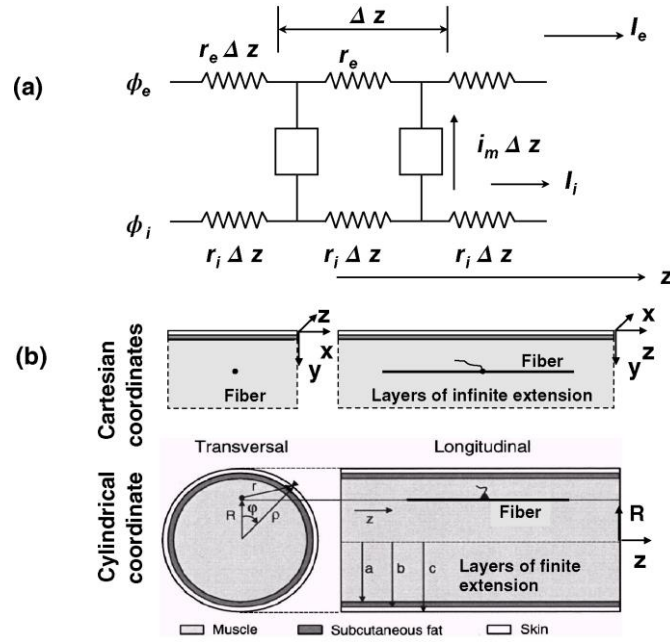 (a)
Δ z
I_e
r_e Δ z
r_e
ϕ_e
i_m Δ z
I_i
ϕ_i
r_i Δ z
r_i Δ z
r_i Δ z
z
(b)
Cartesian coordinates
z
x
y
Fiber
x
z
y
Fiber
Layers of infinite extension
Cylindrical coordinate
Transversal
Longitudinal
r
R
φ
ρ
z
Fiber
R
z
a
b
c
Layers of finite extension
Muscle
Subcutaneous fat
Skin